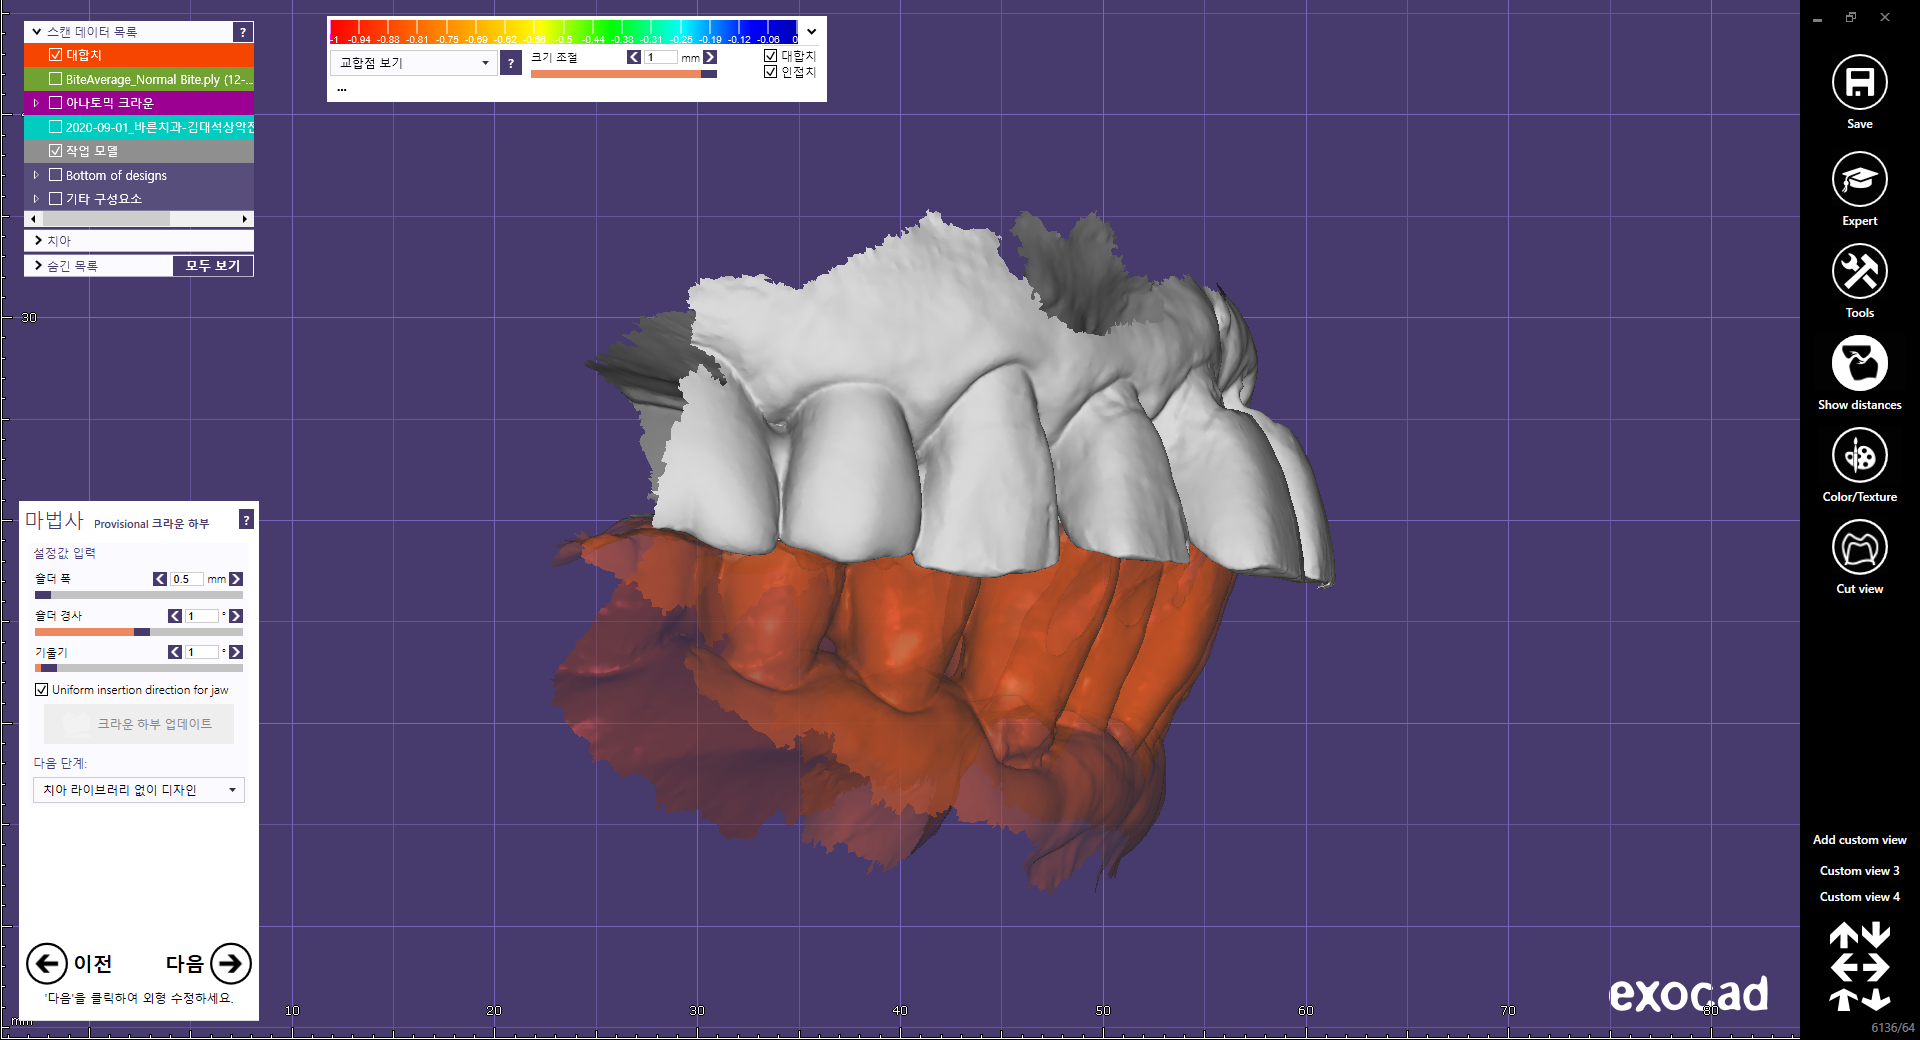 스캔 데이터 목록
?
대합치
BiteAverage_Normal Bite.ply (12-...
아나토믹 크라운
2020-09-01_바른치과-김대석상악전
작업 모델
Bottom of designs
기타 구성요소
치아
숨긴 목록
모두 보기
-1 -0.94 -0.88 -0.81 -0.75 -0.69 -0.62 -0.56 -0.5 -0.44 -0.38 -0.31 -0.25 -0.19 -0.12 -0.06 0
교합점 보기
?
크기 조절
1 mm
대합치
인접치
...
Save
Expert
Tools
Show distances
Color/Texture
Cut view
Add custom view
Custom view 3
Custom view 4
6136/64
30
마법사 Provisional 크라운 하부
?
설정값 입력
숄더 폭 0.5 mm
숄더 경사 1 °
기울기 1 °
Uniform insertion direction for jaw
크라운 하부 업데이트
다음 단계:
치아 라이브러리 없이 디자인
이전
다음
'다음'을 클릭하여 외형 수정하세요.
mm 10 20 30 40 50 60 70 80
exocad